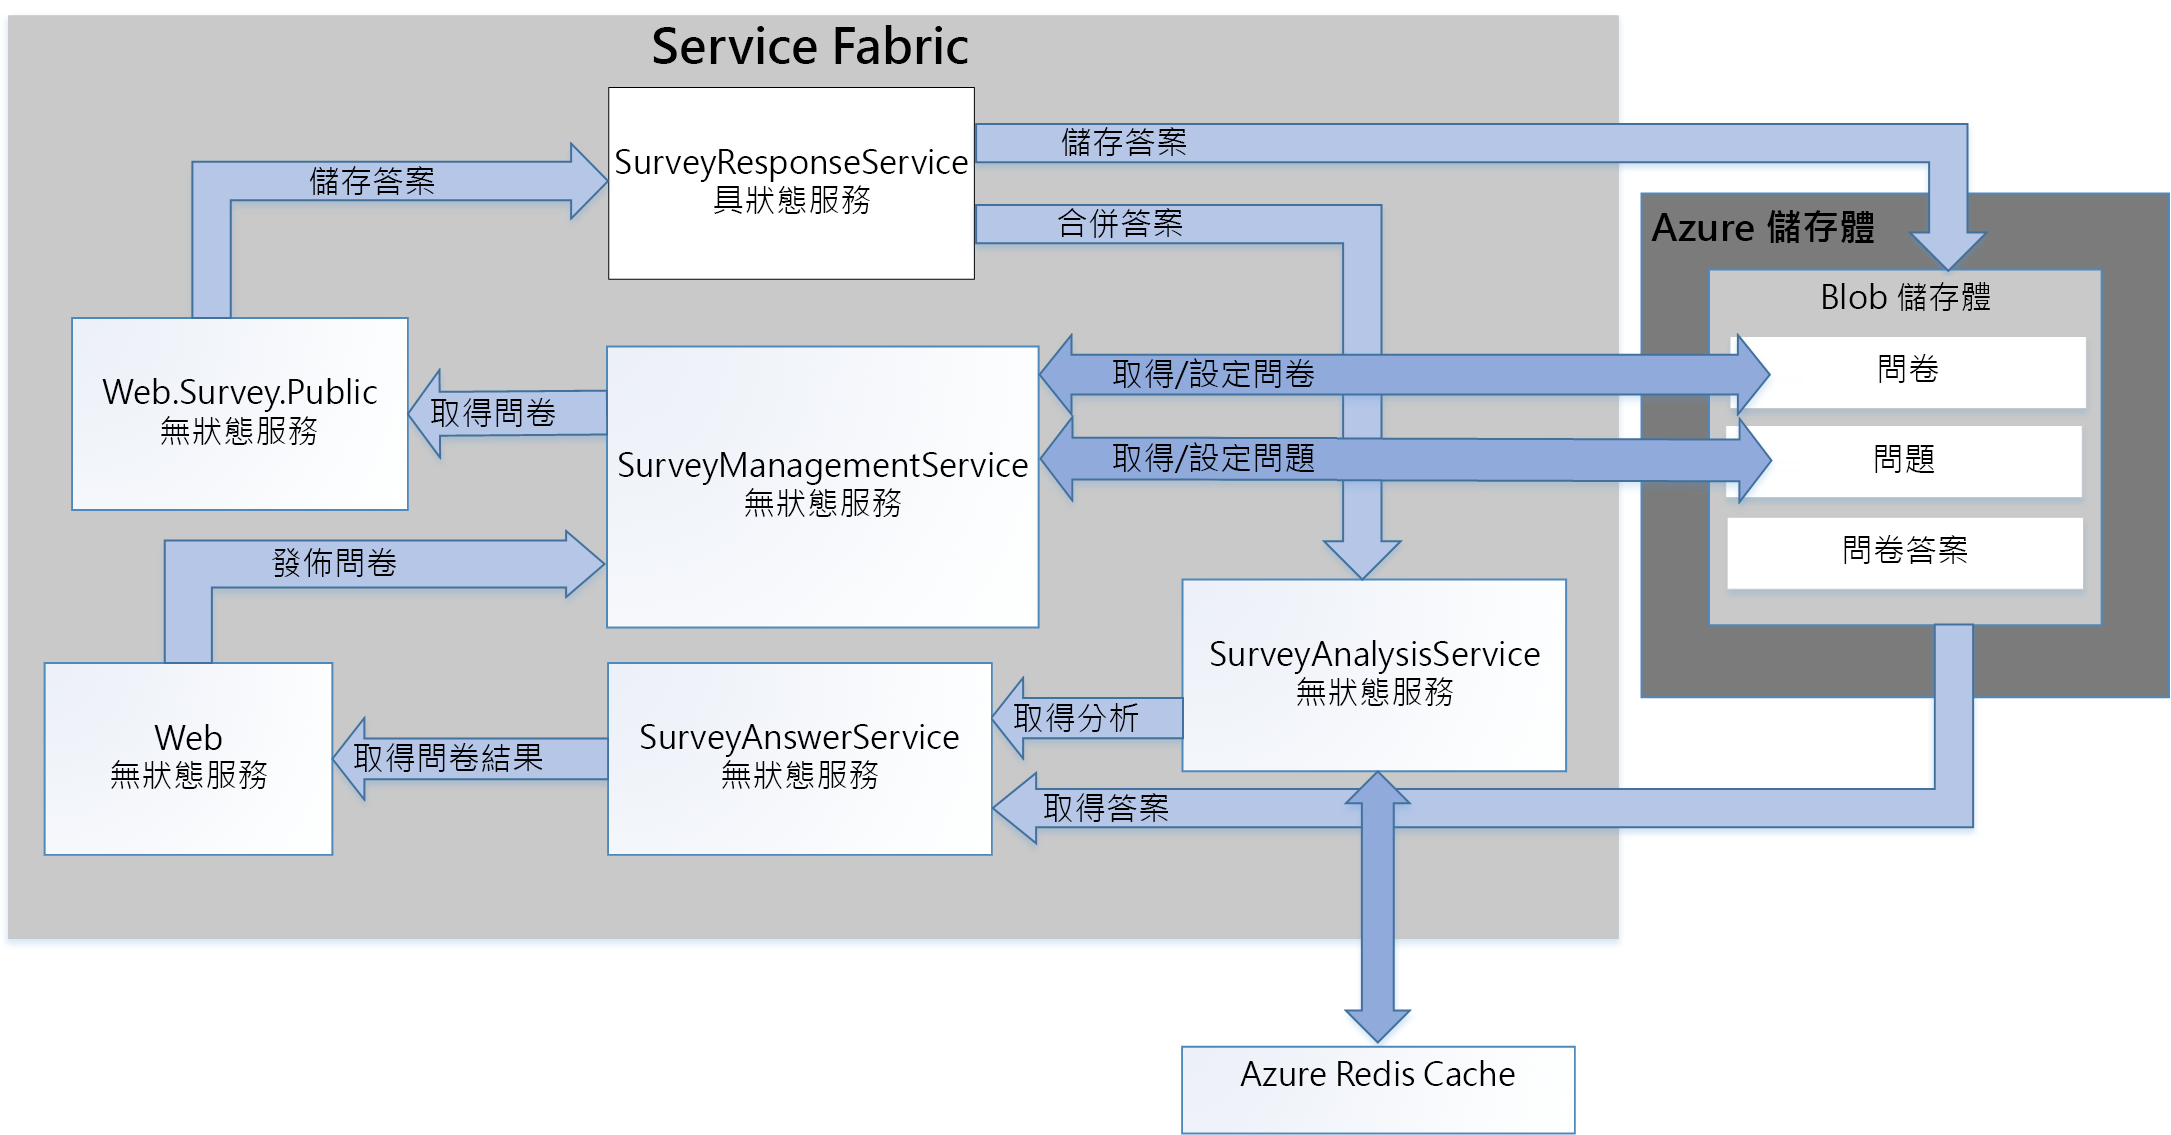 Service Fabric
SurveyResponseService
具狀態服務
儲存答案
儲存答案
合併答案
Azure 儲存體
Blob 儲存體
問卷
問題
問卷答案
Web.Survey.Public
無狀態服務
取得問卷
SurveyManagementService
無狀態服務
取得/設定問卷
取得/設定問題
發佈問卷
SurveyAnalysisService
無狀態服務
Web
無狀態服務
取得問卷結果
SurveyAnswerService
無狀態服務
取得分析
取得答案
Azure Redis Cache